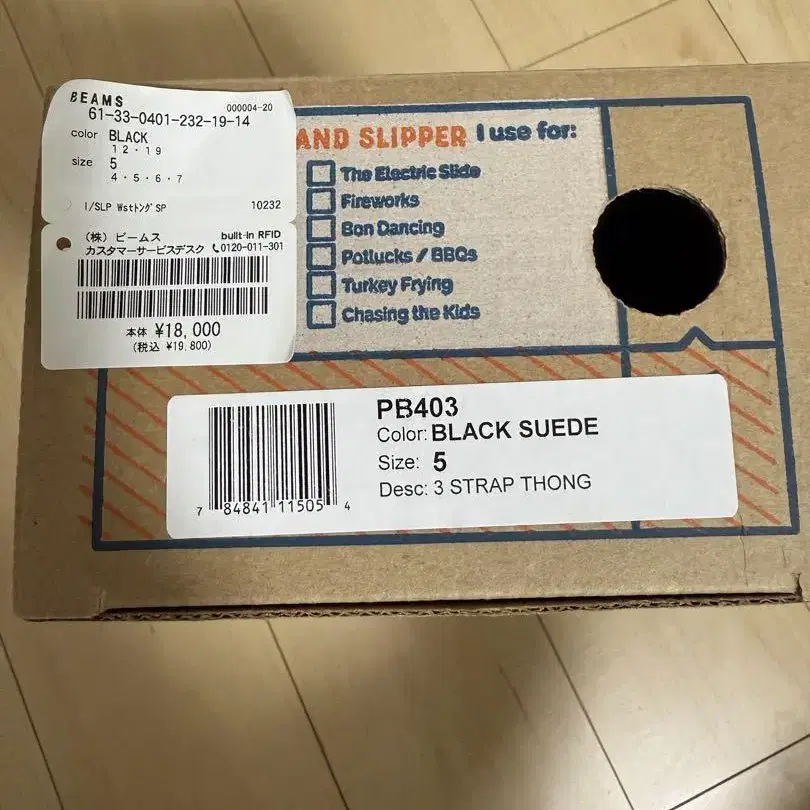 BEAMS
000004-20
61-33-0401-232-19-14
color BLACK
12・19
size 5
4・5・6・7
I/SLP Wstトング SP 10232
(株) ビームス built-in RFID
カスタマーサービスデスク 0120-011-301
本体 ¥18,000
(税込 ¥19,800)
AND SLIPPER I use for:
The Electric Slide
Fireworks
Bon Dancing
Potlucks / BBQs
Turkey Frying
Chasing the Kids
PB403
Color: BLACK SUEDE
Size: 5
Desc: 3 STRAP THONG
7 84841 11505 4